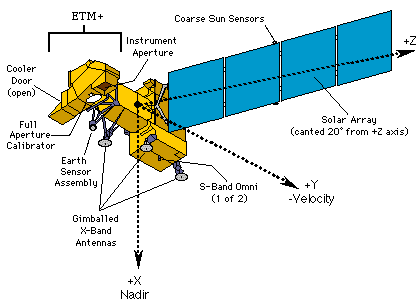 ETM+
Coarse Sun Sensors
Instrument Aperture
+Z
Cooler
Door
(open)
Solar Array
(canted 20° from +Z axis)
Full
Aperture
Calibrator
Earth
Sensor
Assembly
S-Band Omni
(1 of 2)
+Y
-Velocity
Gimballed
X-Band
Antennas
+X
Nadir